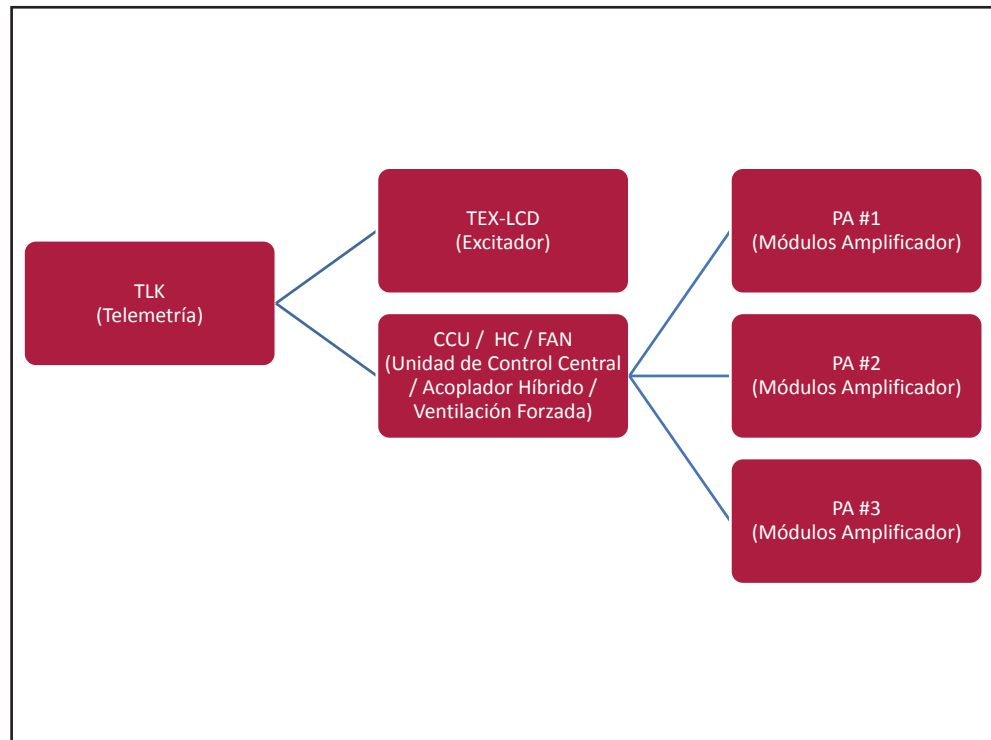 TLK
(Telemetría)
TEX-LCD
(Excitador)
CCU / HC / FAN
(Unidad de Control Central
/ Acoplador Híbrido /
Ventilación Forzada)
PA #1
(Módulos Amplificador)
PA #2
(Módulos Amplificador)
PA #3
(Módulos Amplificador)